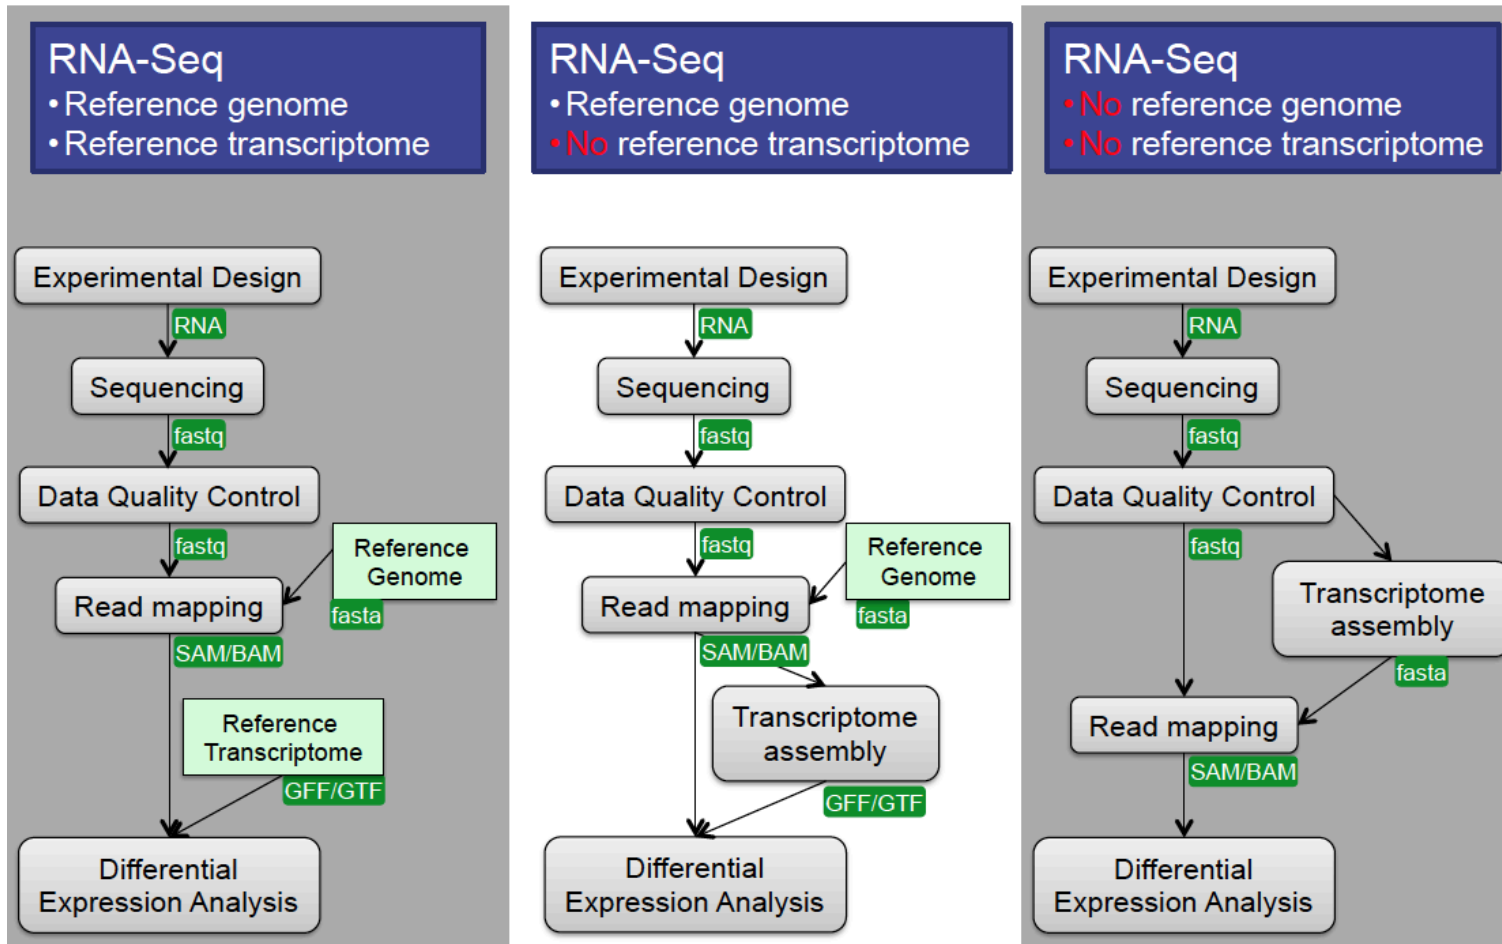 RNA-Seq
• Reference genome
• Reference transcriptome
Experimental Design
RNA
Sequencing
fastq
Data Quality Control
fastq
Reference
Genome
fasta
Read mapping
SAM/BAM
Reference
Transcriptome
GFF/GTF
Differential
Expression Analysis
RNA-Seq
• Reference genome
• No reference transcriptome
Experimental Design
RNA
Sequencing
fastq
Data Quality Control
fastq
Reference
Genome
fasta
Read mapping
SAM/BAM
Transcriptome
assembly
GFF/GTF
Differential
Expression Analysis
RNA-Seq
• No reference genome
• No reference transcriptome
Experimental Design
RNA
Sequencing
fastq
Data Quality Control
fastq
Transcriptome
assembly
fasta
Read mapping
SAM/BAM
Differential
Expression Analysis